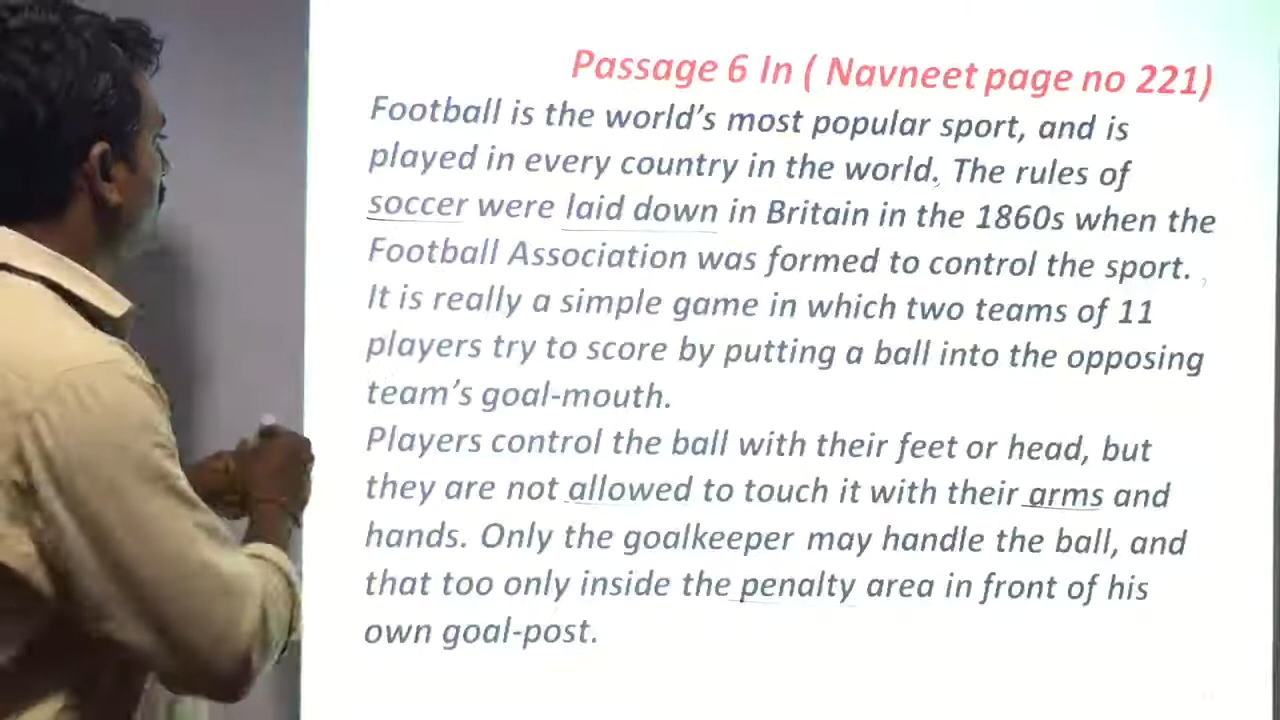 Passage 6 In ( Navneet page no 221)
Football is the world's most popular sport, and is
played in every country in the world. The rules of
soccer were laid down in Britain in the 1860s when the
Football Association was formed to control the sport.
It is really a simple game in which two teams of 11
players try to score by putting a ball into the opposing
team's goal-mouth.
Players control the ball with their feet or head, but
they are not allowed to touch it with their arms and
hands. Only the goalkeeper may handle the ball, and
that too only inside the penalty area in front of his
own goal-post.